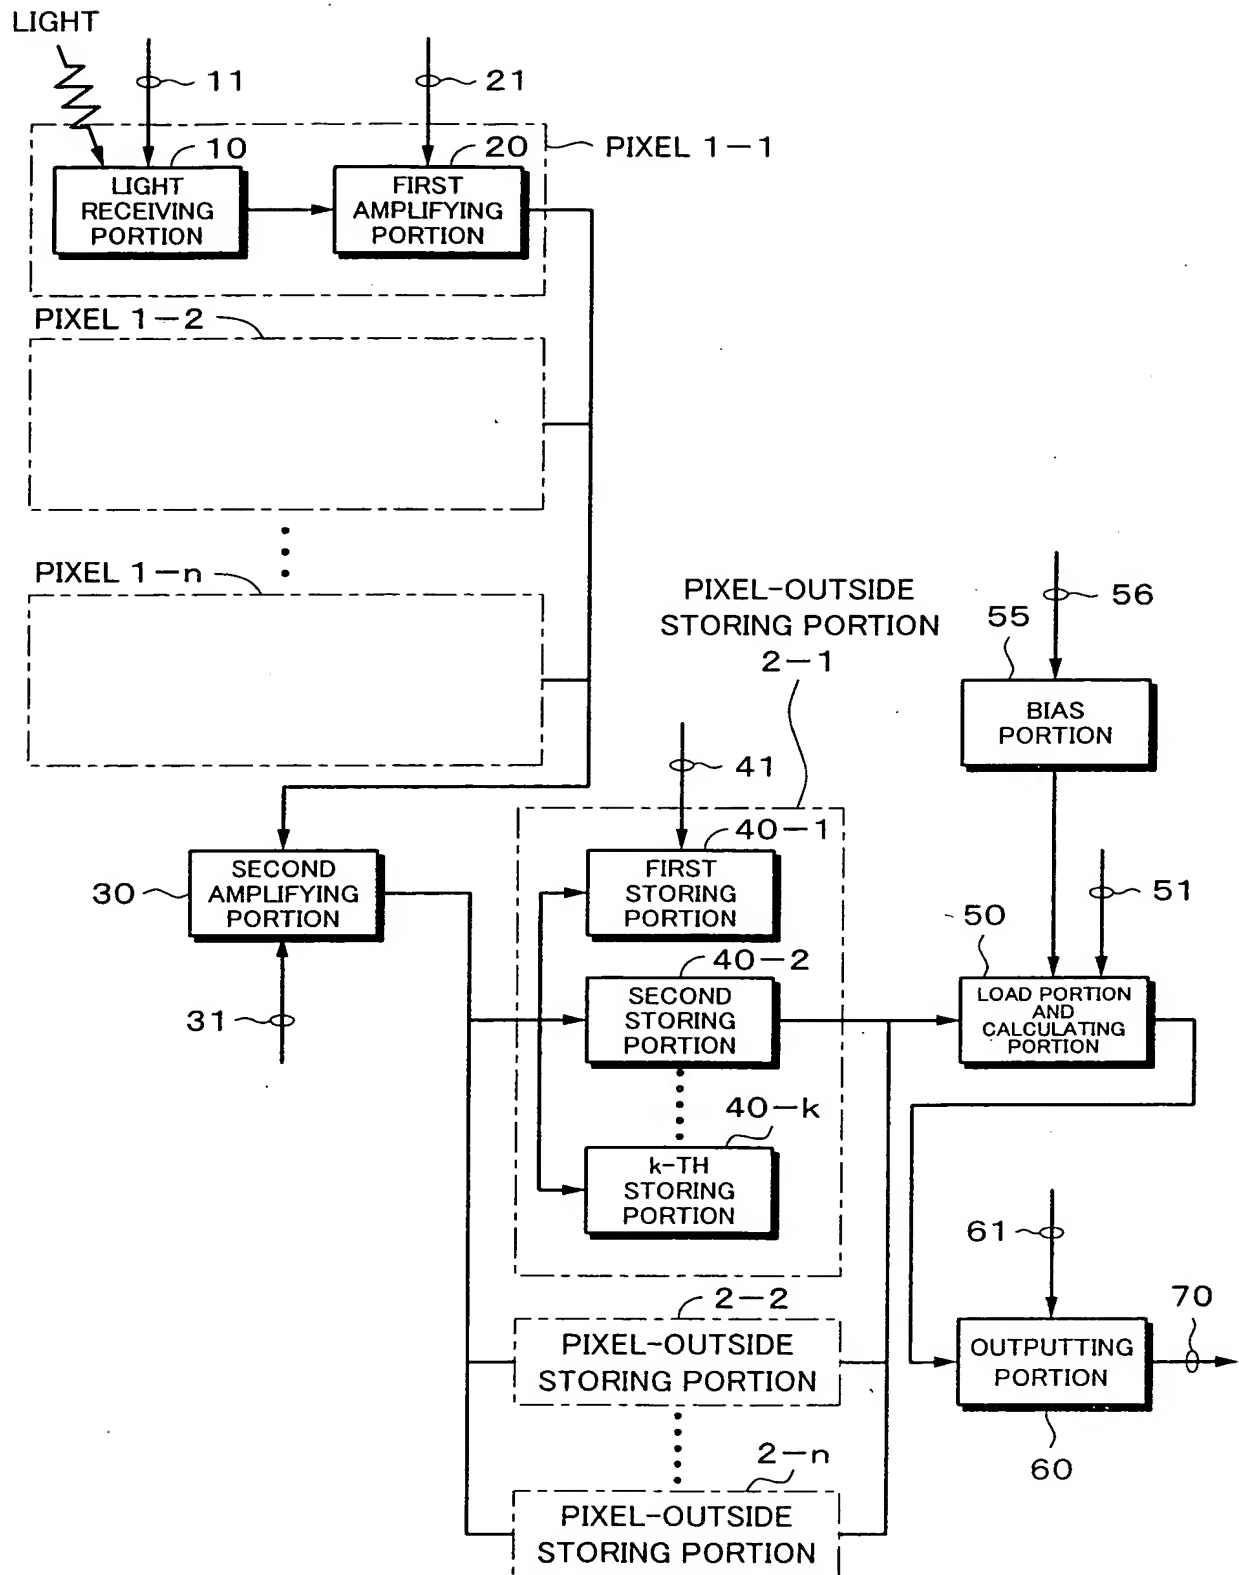 LIGHT
11
21
PIXEL 1-1
10
20
LIGHT
RECEIVING
PORTION
FIRST
AMPLIFYING
PORTION
PIXEL 1-2
PIXEL 1-n
PIXEL-OUTSIDE
STORING PORTION
2-1
56
55
BIAS
PORTION
41
40-1
FIRST
STORING
PORTION
30
SECOND
AMPLIFYING
PORTION
31
51
50
40-2
SECOND
STORING
PORTION
LOAD PORTION
AND
CALCULATING
PORTION
40-k
k-TH
STORING
PORTION
61
70
2-2
PIXEL-OUTSIDE
STORING PORTION
OUTPUTTING
PORTION
60
2-n
PIXEL-OUTSIDE
STORING PORTION